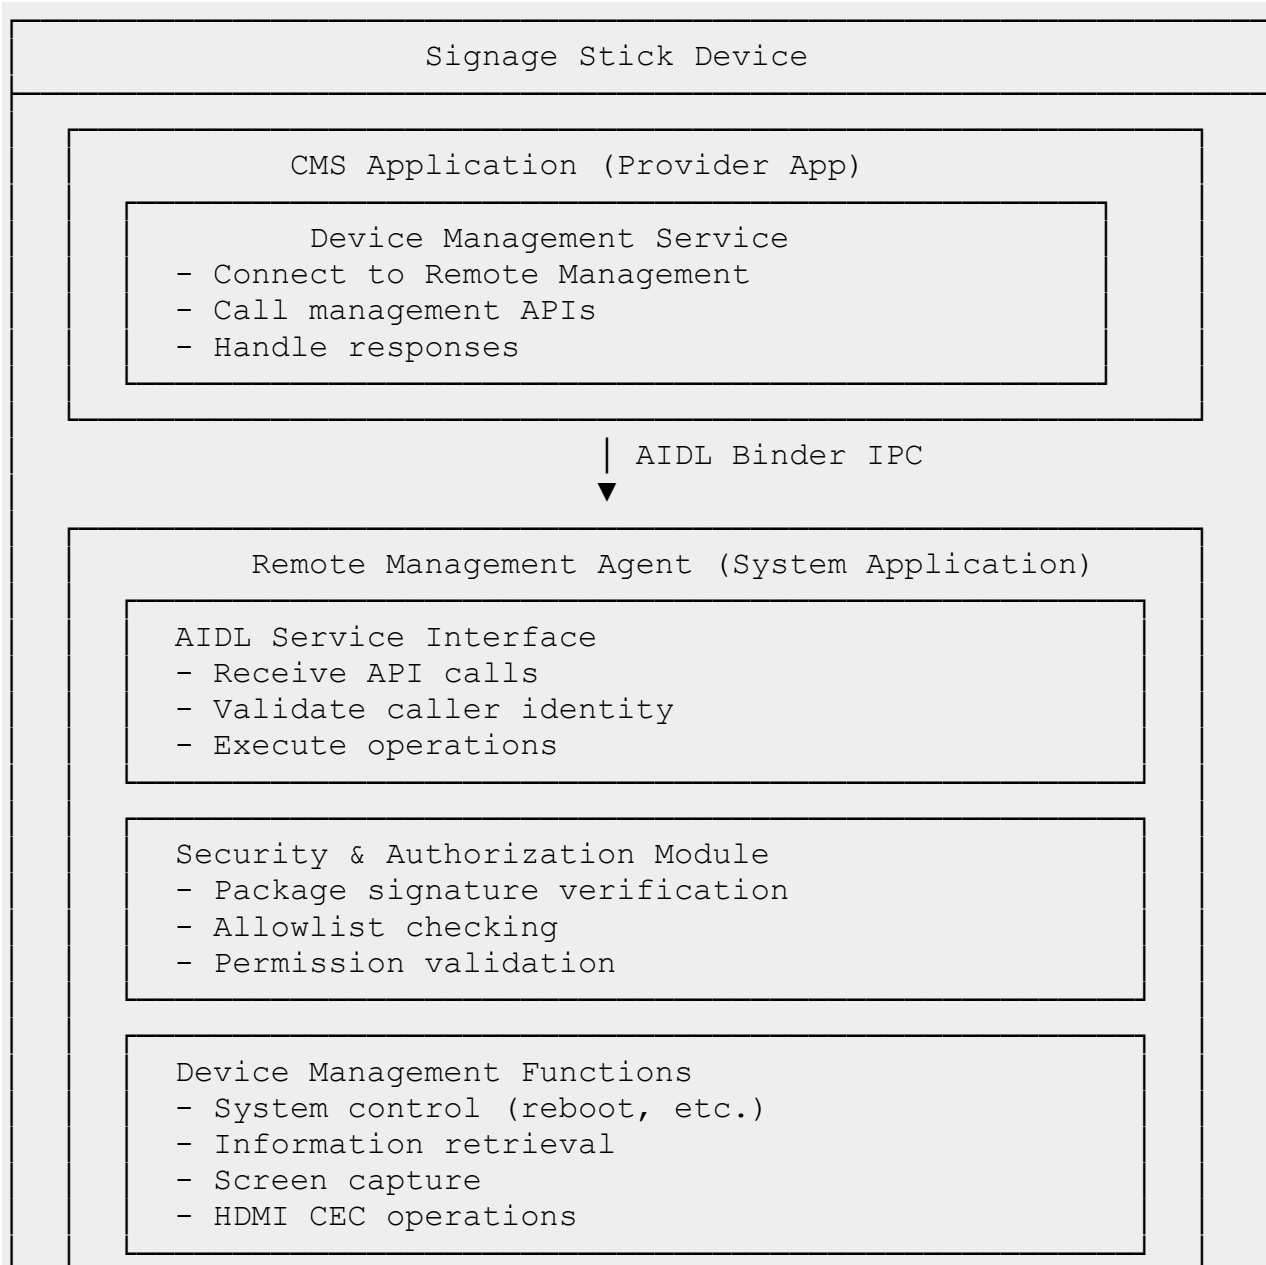 Signage Stick Device
CMS Application (Provider App)
Device Management Service
- Connect to Remote Management
- Call management APIs
- Handle responses
AIDL Binder IPC
Remote Management Agent (System Application)
AIDL Service Interface
- Receive API calls
- Validate caller identity
- Execute operations
Security & Authorization Module
- Package signature verification
- Allowlist checking
- Permission validation
Device Management Functions
- System control (reboot, etc.)
- Information retrieval
- Screen capture
- HDMI CEC operations